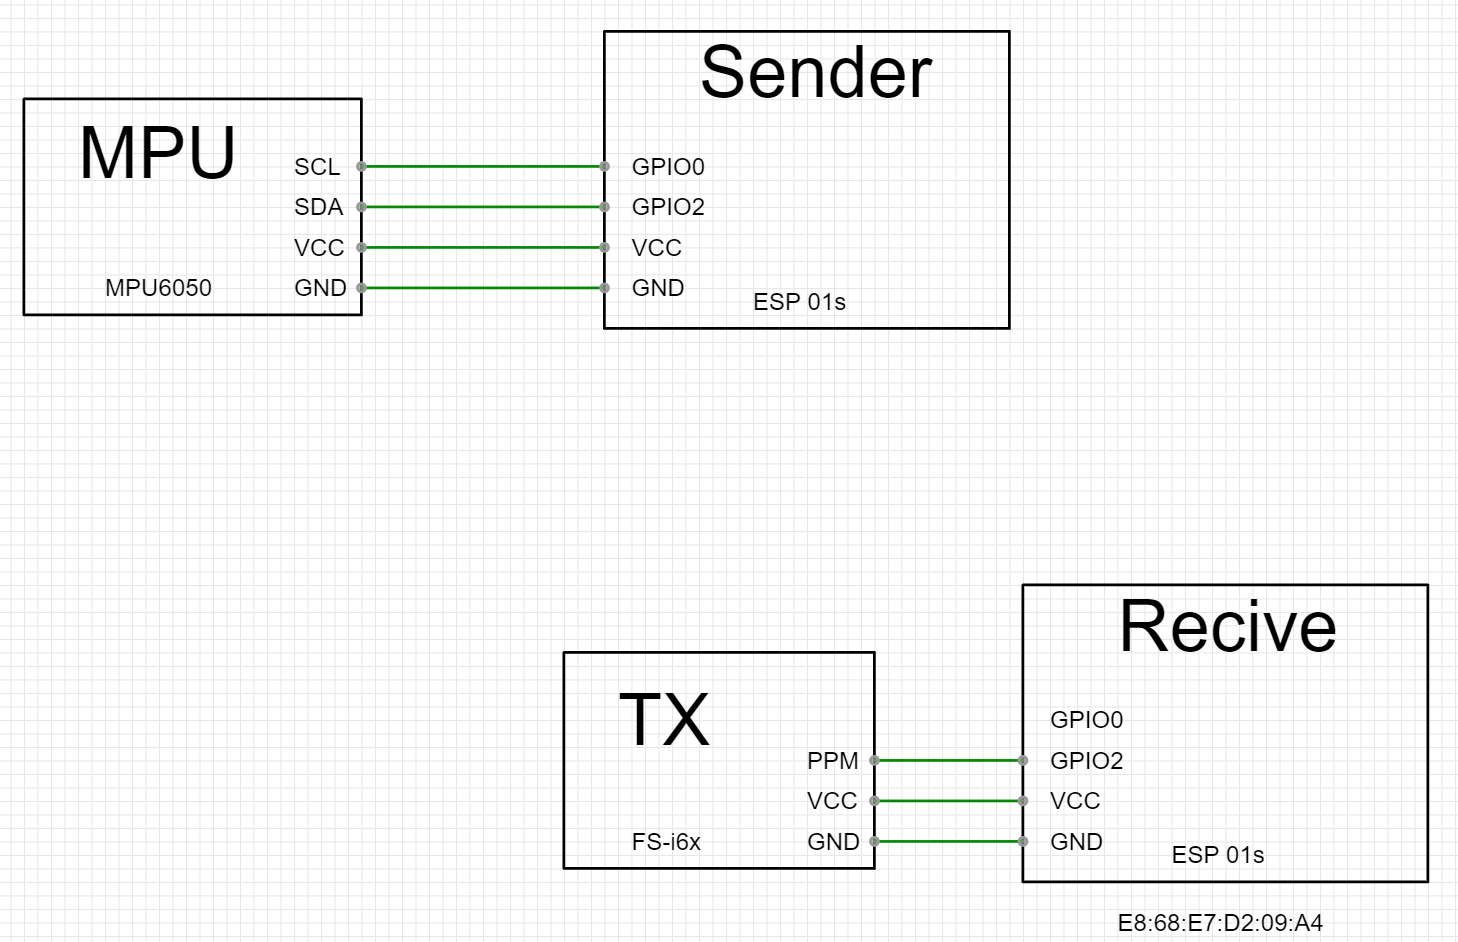 Sender
MPU
SCL
GPIO0
SDA
GPIO2
VCC
VCC
MPU6050
GND
GND
ESP 01s
Recive
TX
GPIO0
PPM
GPIO2
VCC
VCC
FS-i6x
GND
GND
ESP 01s
E8:68:E7:D2:09:A4